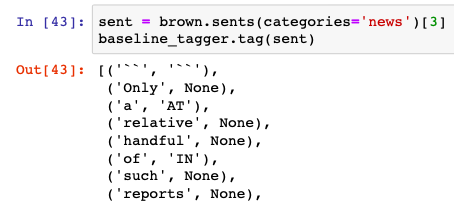 In [43]: sent = brown.sents(categories='news')[3]
baseline_tagger.tag(sent)
Out[43]: [('``', '``'),
('Only', None),
('a', 'AT'),
('relative', None),
('handful', None),
('of', 'IN'),
('such', None),
('reports', None),